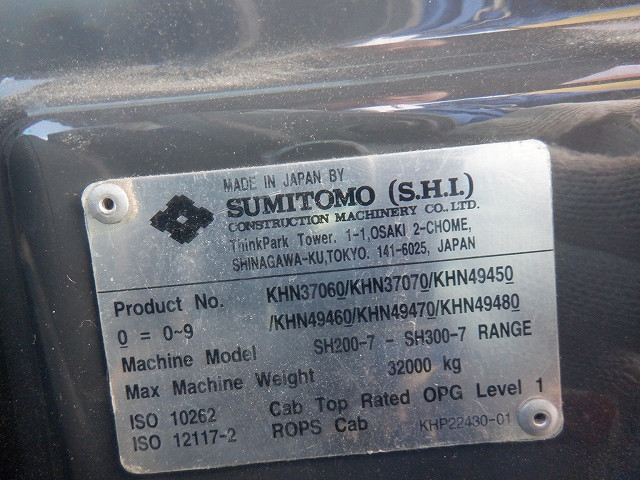 MADE IN JAPAN BY
SUMITOMO (S.H.I.)
CONSTRUCTION MACHINERY CO., LTD.
ThinkPark Tower. 1-1,OSAKI 2-CHOME,
SHINAGAWA-KU,TOKYO. 141-6025, JAPAN
Product No. KHN37060/KHN37070/KHN49450
0 = 0~9 /KHN49460/KHN49470/KHN49480
Machine Model SH200-7 - SH300-7 RANGE
Max Machine Weight 32000 kg
ISO 10262 Cab Top Rated OPG Level 1
ISO 12117-2 ROPS Cab KHP22430-01